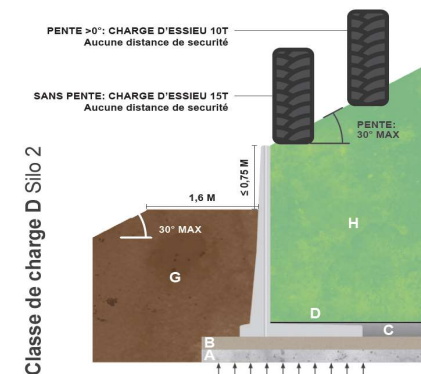 PENTE >0°: CHARGE D'ESSIEU 10T
Aucune distance de securité
SANS PENTE: CHARGE D'ESSIEU 15T
Aucune distance de securité
PENTE:
30° MAX
≤ 0,75 M
1,6 M
30° MAX
H
G
D
C
B
A
Classe de charge D Silo 2